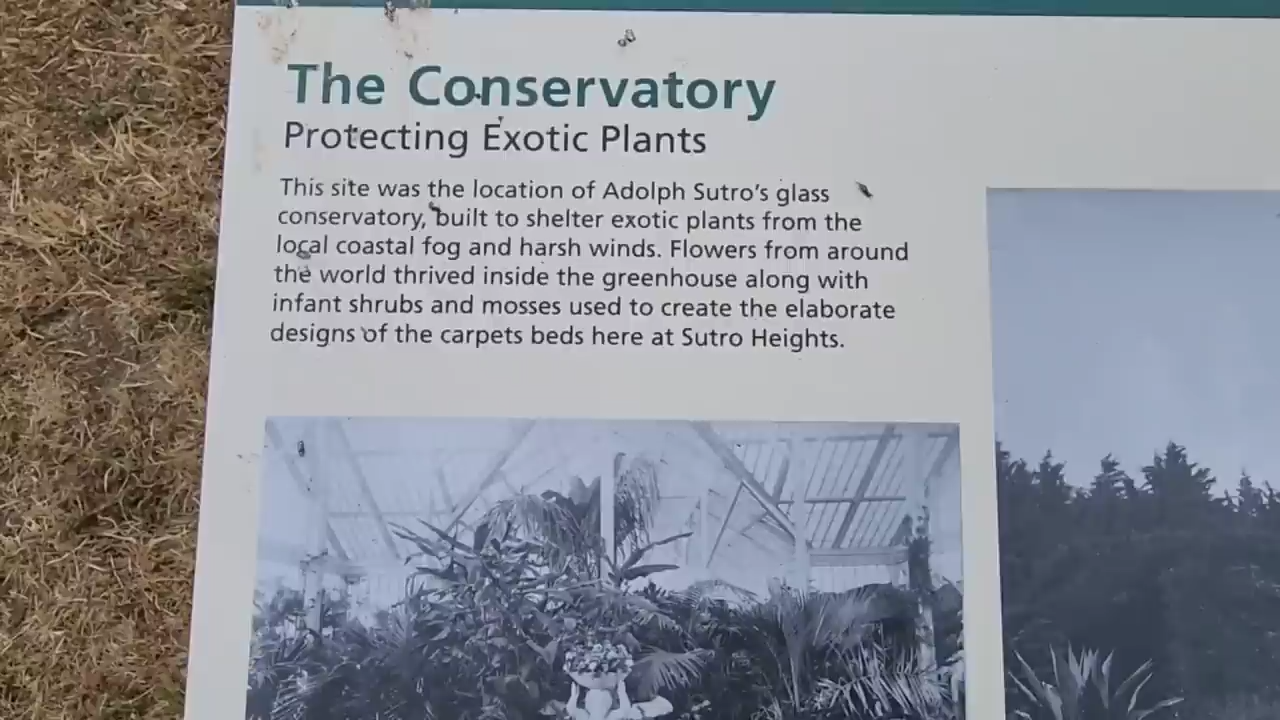 The Conservatory
Protecting Exotic Plants
This site was the location of Adolph Sutro's glass
conservatory, built to shelter exotic plants from the
local coastal fog and harsh winds. Flowers from around
the world thrived inside the greenhouse along with
infant shrubs and mosses used to create the elaborate
designs of the carpets beds here at Sutro Heights.